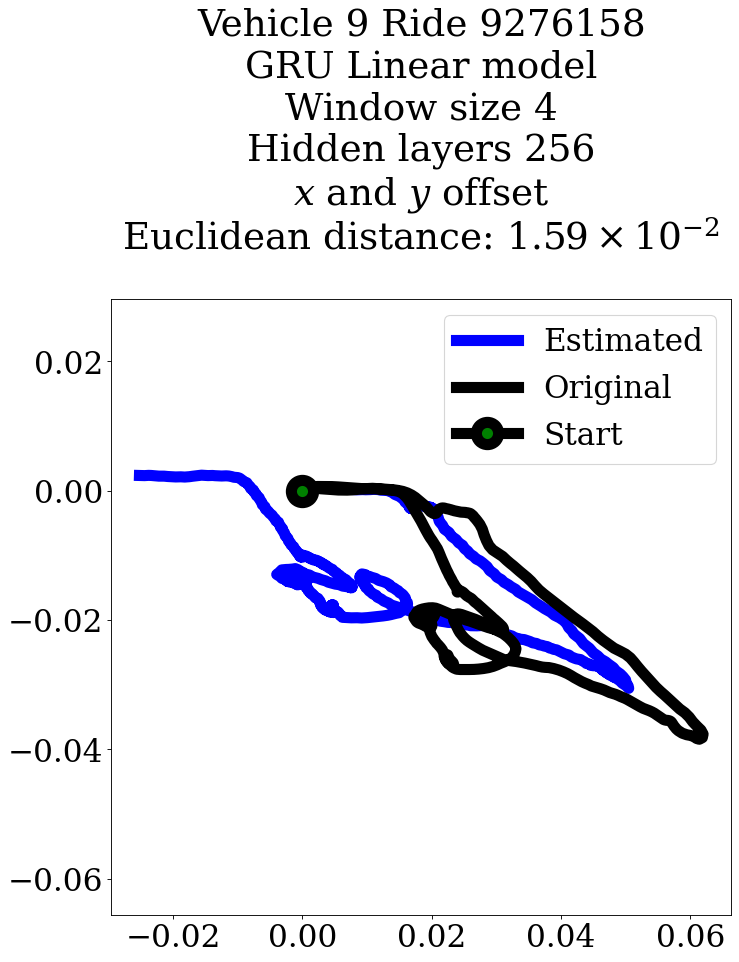 Vehicle 9 Ride 9276158
GRU Linear model
Window size 4
Hidden layers 256
x and y offset
Euclidean distance: 1.59 × 10⁻²
Estimated
Original
Start
0.02
0.00
−0.02
−0.04
−0.06
−0.02 0.00 0.02 0.04 0.06